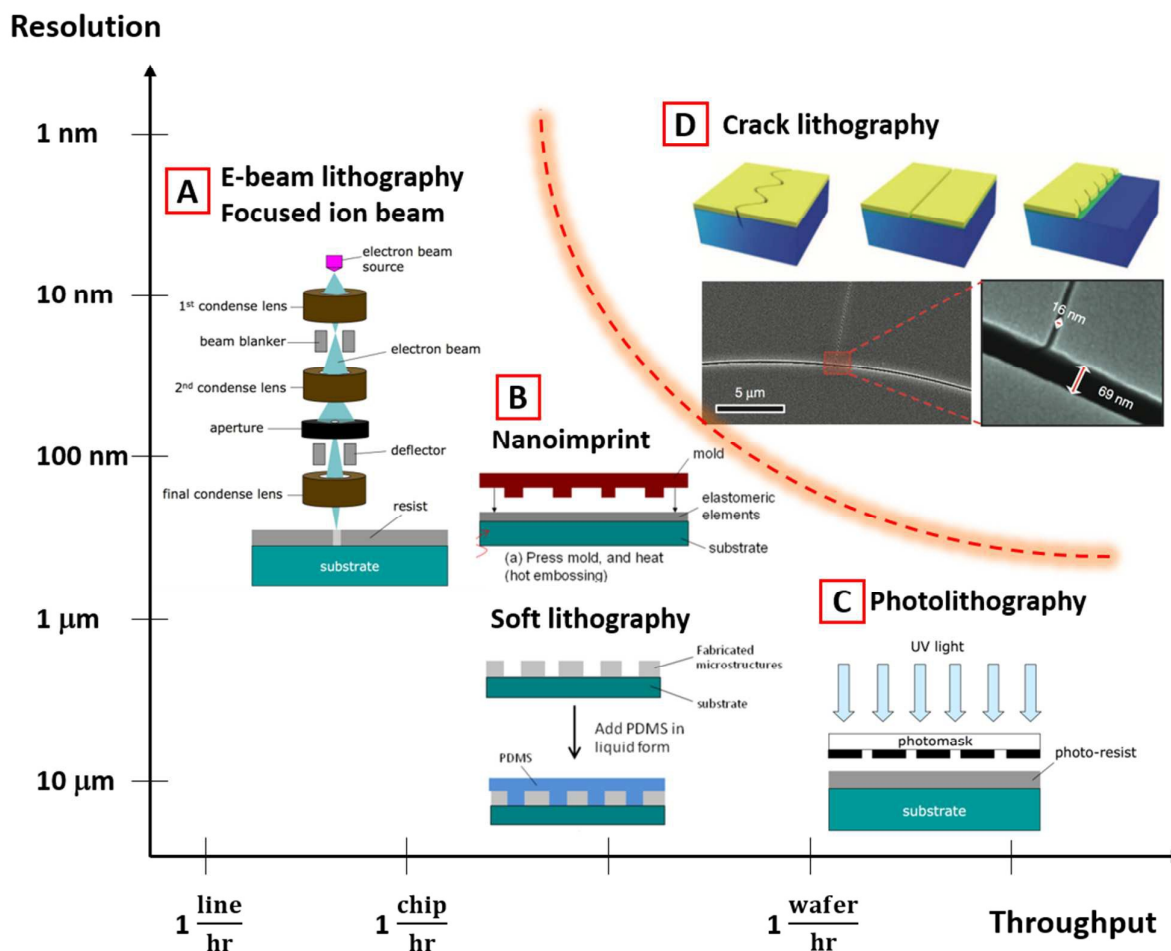 Resolution
1 nm
10 nm
100 nm
1 μm
10 μm
A
E-beam lithography
Focused ion beam
electron beam
source
1st condense lens
beam blanker
electron beam
2nd condense lens
aperture
deflector
final condense lens
resist
substrate
B
Nanoimprint
mold
elastomeric
elements
substrate
(a) Press mold, and heat
(hot embossing)
Soft lithography
Fabricated
microstructures
substrate
Add PDMS in
liquid form
PDMS
D
Crack lithography
5 μm
16 nm
69 nm
C
Photolithography
UV light
photomask
photo-resist
substrate
1 line/hr
1 chip/hr
1 wafer/hr
Throughput